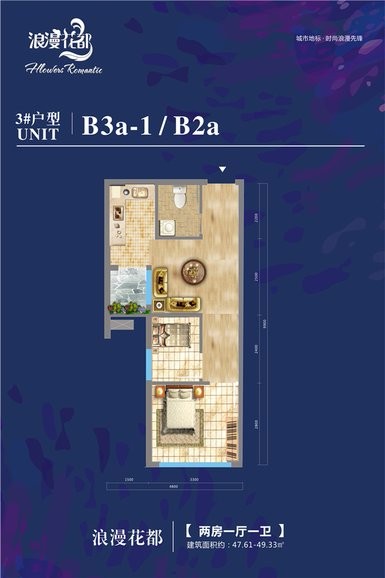 浪漫花都
Flowers Romantic
城市地标·时尚浪漫先锋
3#户型
UNIT
B3a-1 / B2a
浪漫花都
【两房一厅一卫】
建筑面积约：47.61-49.33㎡